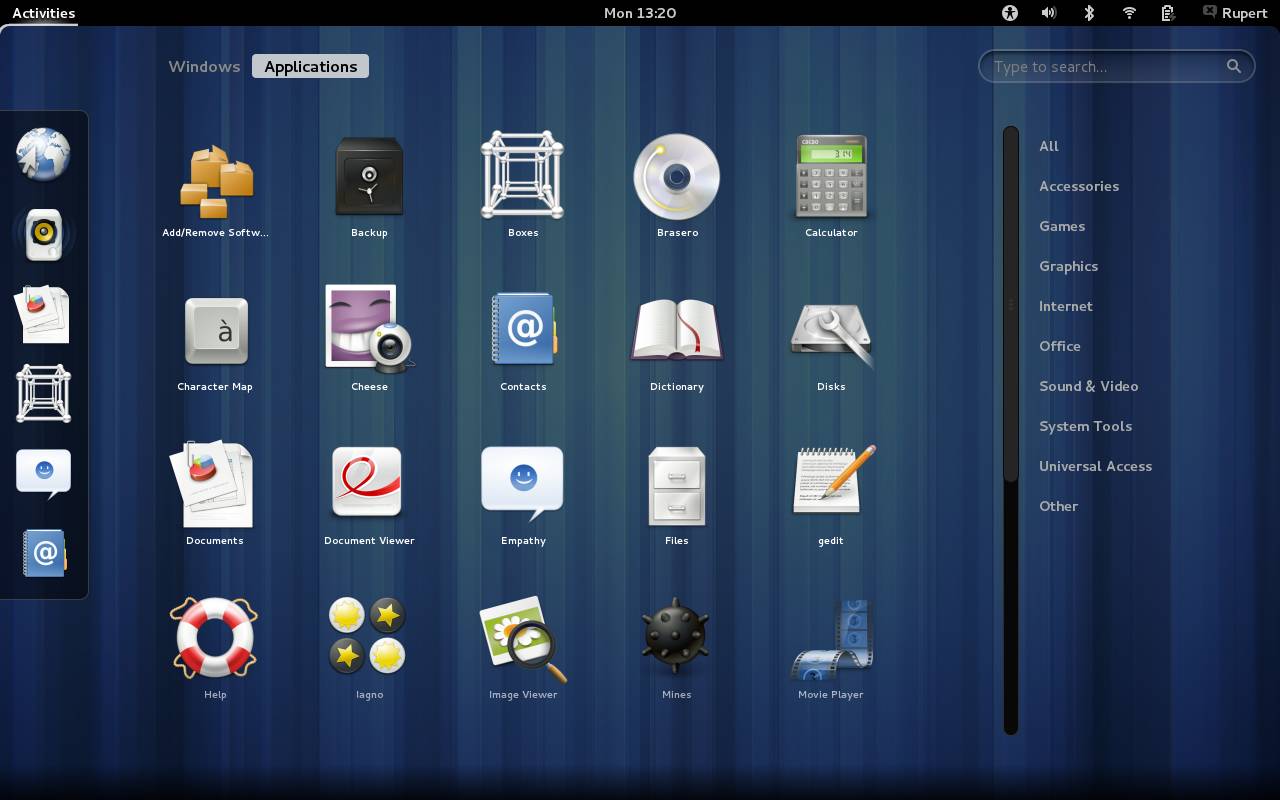 Activities
Mon 13:20
Rupert
Windows
Applications
Type to search...
Add/Remove Softw...
Backup
Boxes
Brasero
Calculator
Character Map
Cheese
Contacts
Dictionary
Disks
Documents
Document Viewer
Empathy
Files
gedit
Help
Iagno
Image Viewer
Mines
Movie Player
All
Accessories
Games
Graphics
Internet
Office
Sound & Video
System Tools
Universal Access
Other
à
@
@
3.14